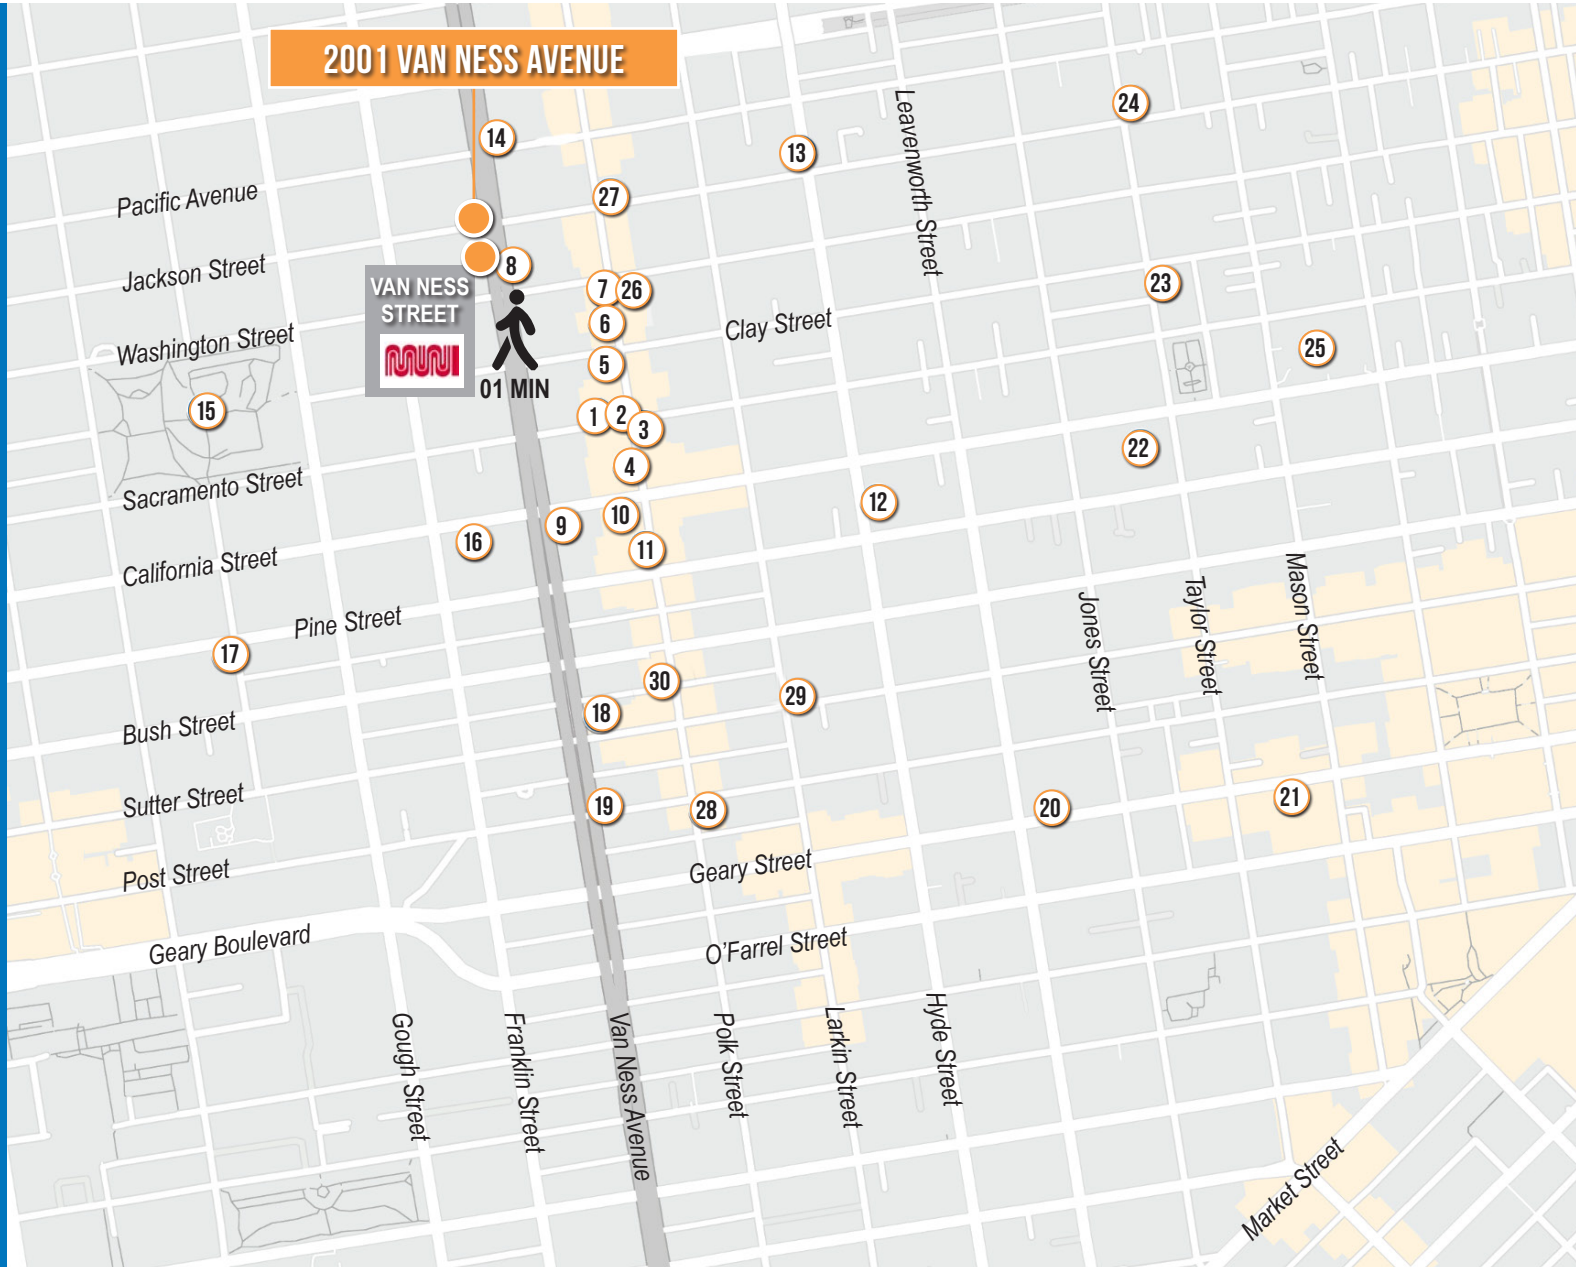 2001 VAN NESS AVENUE
24
14
13
Leavenworth Street
Pacific Avenue
27
8
Jackson Street
VAN NESS
STREET
7
26
23
6
Clay Street
Washington Street
MUNI
01 MIN
5
25
15
1
2
3
4
22
Sacramento Street
12
10
9
16
11
California Street
Mason Street
Taylor Street
Jones Street
Pine Street
17
30
29
18
Bush Street
19
28
20
21
Sutter Street
Geary Street
Post Street
O'Farrel Street
Geary Boulevard
Gough Street
Franklin Street
Van Ness Avenue
Polk Street
Larkin Street
Hyde Street
Market Street